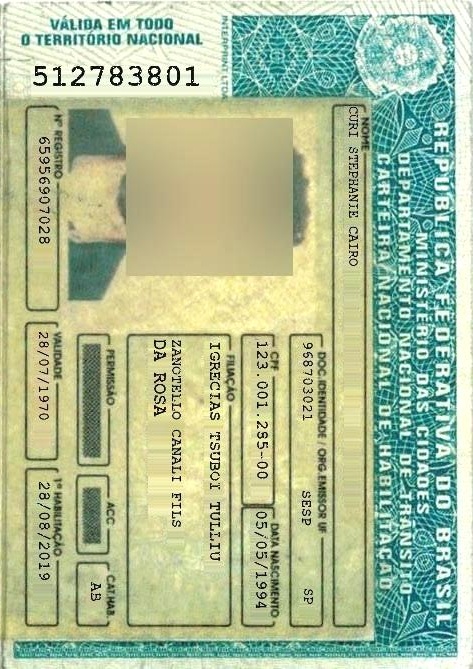 VÁLIDA EM TODO
O TERRITÓRIO NACIONAL
512783801
INTERPRINT LTDA
REPÚBLICA FEDERATIVA DO BRASIL
MINISTÉRIO DAS CIDADES
DEPARTAMENTO NACIONAL DE TRÂNSITO
CARTEIRA NACIONAL DE HABILITAÇÃO
NOME
CURI STEPHANIE CAIRO
DOC. IDENTIDADE / ORG. EMISSOR UF
968703021 SESP SP
CPF
123.001.285-00
DATA NASCIMENTO
05/05/1994
FILIAÇÃO
IGRECIAS TSUBOI TULLIU
ZANOTELLO CANALI FILS
DA ROSA
PERMISSÃO
ACC
CAT.HAB
AB
Nº REGISTRO
65956907028
VALIDADE
28/07/1970
1ª HABILITAÇÃO
28/08/2019